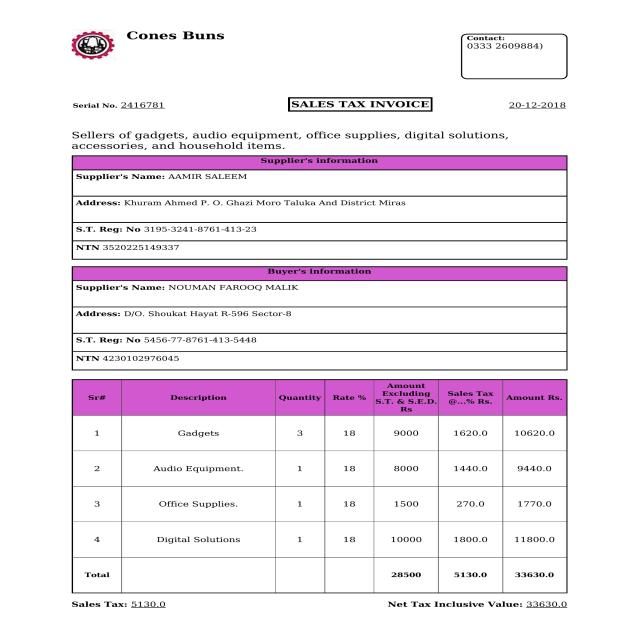 Cones Buns
Contact:
0333 2609884)
Serial No. 2416781
SALES TAX INVOICE
20-12-2018
Sellers of gadgets, audio equipment, office supplies, digital solutions,
accessories, and household items.
Supplier's information
Supplier's Name: AAMIR SALEEM
Address: Khuram Ahmed P. O. Ghazi Moro Taluka And District Miras
S.T. Reg: No 3195-3241-8761-413-23
NTN 3520225149337
Buyer's information
Supplier's Name: NOUMAN FAROOQ MALIK
Address: D/O. Shoukat Hayat R-596 Sector-8
S.T. Reg: No 5456-77-8761-413-5448
NTN 4230102976045
Sr# Description Quantity Rate % Amount Excluding S.T. & S.E.D. Rs Sales Tax @...% Rs. Amount Rs.
1 Gadgets 3 18 9000 1620.0 10620.0
2 Audio Equipment. 1 18 8000 1440.0 9440.0
3 Office Supplies. 1 18 1500 270.0 1770.0
4 Digital Solutions 1 18 10000 1800.0 11800.0
Total 28500 5130.0 33630.0
Sales Tax: 5130.0
Net Tax Inclusive Value: 33630.0